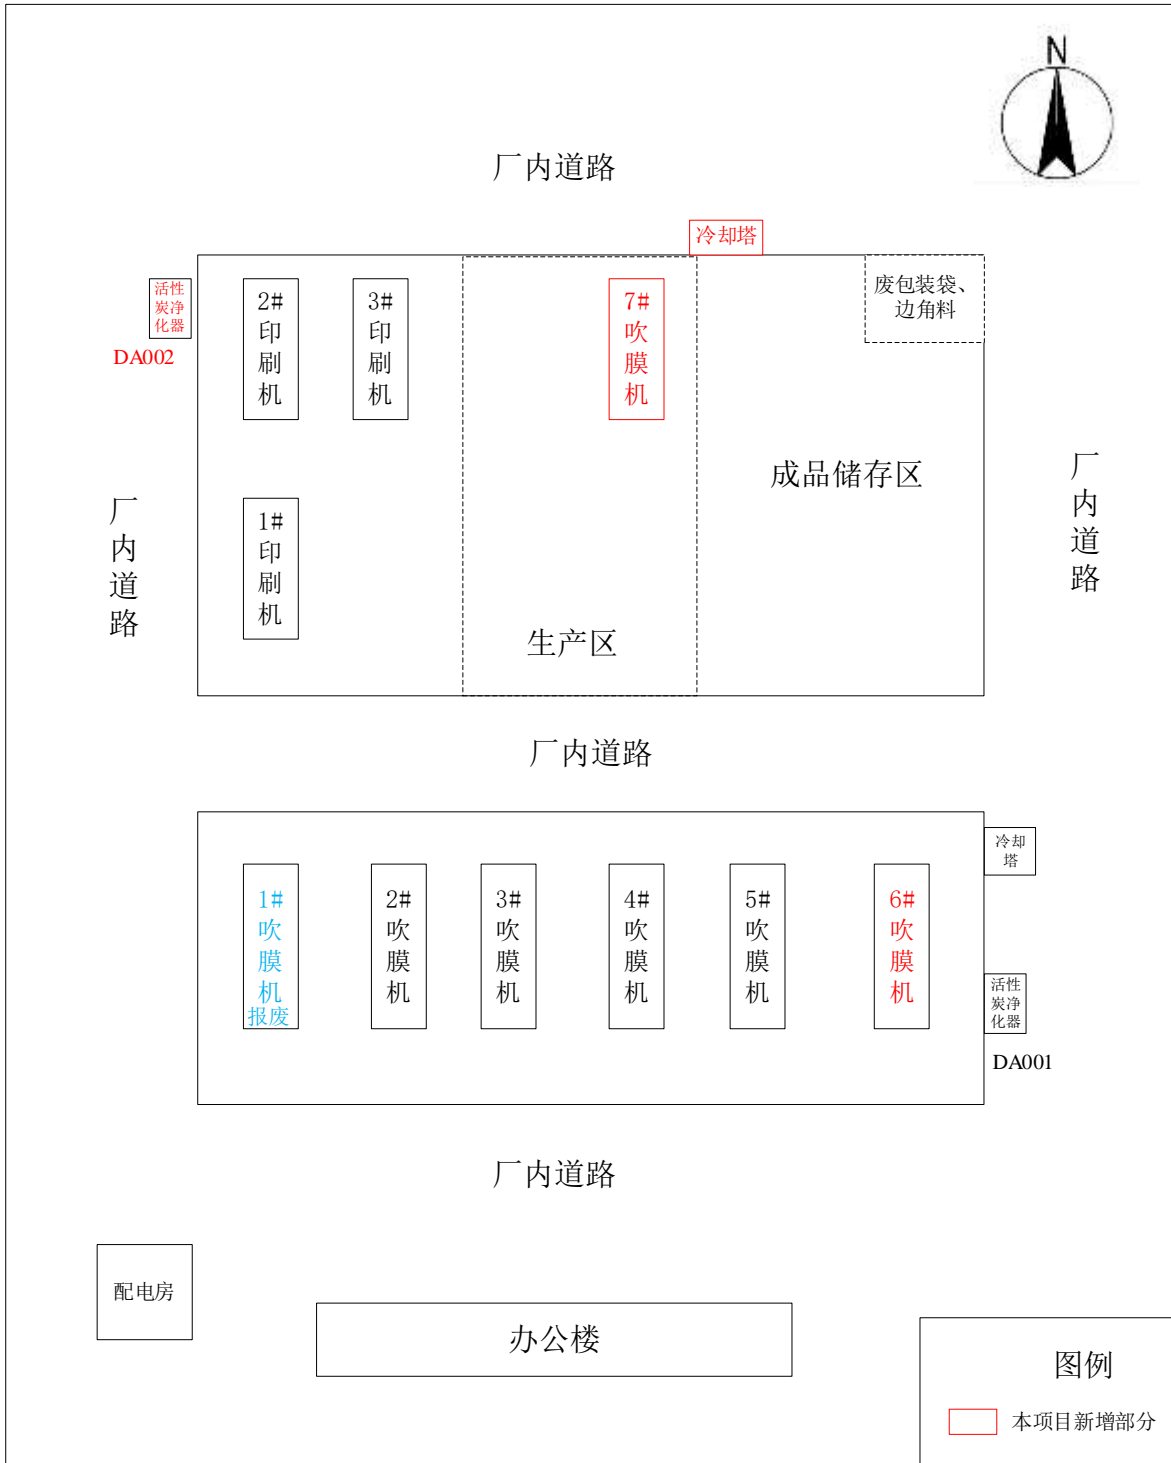 N
厂内道路
冷却塔
活性
炭净
化器
DA002
2#
印
刷
机
3#
印
刷
机
7#
吹
膜
机
废包装袋、
边角料
成品储存区
厂
内
道
路
1#
印
刷
机
生产区
厂
内
道
路
厂内道路
1#
吹
膜
机
报废
2#
吹
膜
机
3#
吹
膜
机
4#
吹
膜
机
5#
吹
膜
机
6#
吹
膜
机
冷却
塔
活性
炭净
化器
DA001
厂内道路
配电房
办公楼
图例
本项目新增部分